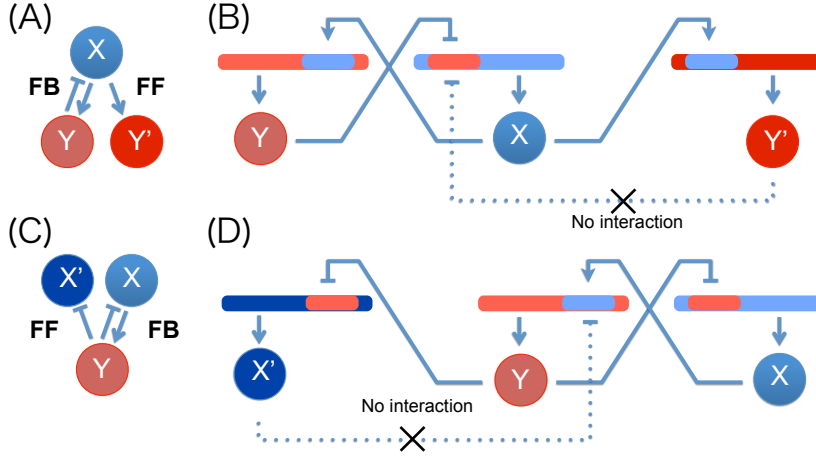 (A)
X
FB
FF
Y
Y'
(B)
Y
X
Y'
No interaction
(C)
X'
X
FF
FB
Y
(D)
X'
Y
X
No interaction